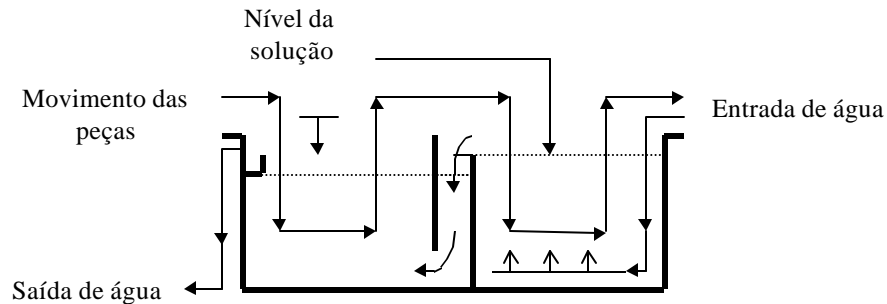 Nível da
solução
Movimento das
peças
Entrada de água
Saída de água